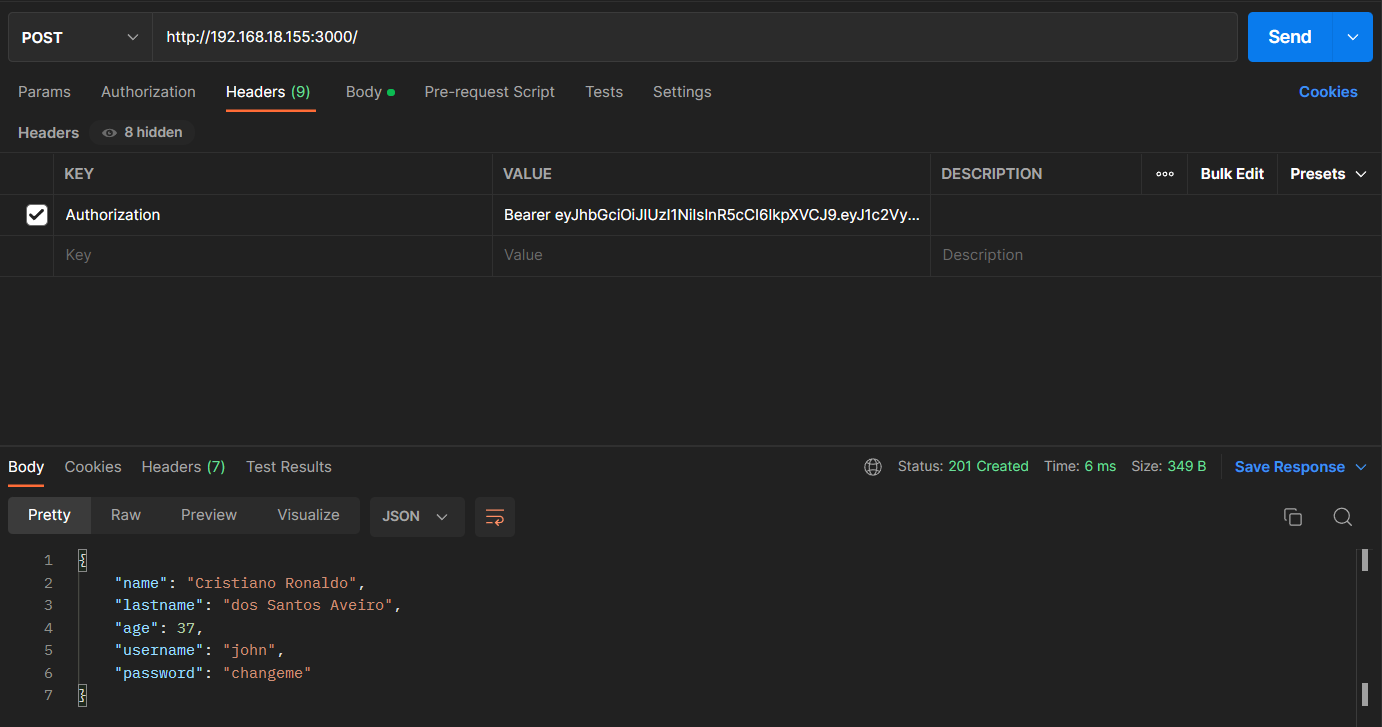 POST http://192.168.18.155:3000/ Send
Params Authorization Headers (9) Body Pre-request Script Tests Settings Cookies
Headers 8 hidden
KEY VALUE DESCRIPTION Bulk Edit Presets
Authorization Bearer eyJhbGciOiJIUzI1NiIsInR5cCI6IkpXVCJ9.eyJ1c2Vy...
Key Value Description
Body Cookies Headers (7) Test Results Status: 201 Created Time: 6 ms Size: 349 B Save Response
Pretty Raw Preview Visualize JSON
1 {
2 "name": "Cristiano Ronaldo",
3 "lastname": "dos Santos Aveiro",
4 "age": 37,
5 "username": "john",
6 "password": "changeme"
7 }